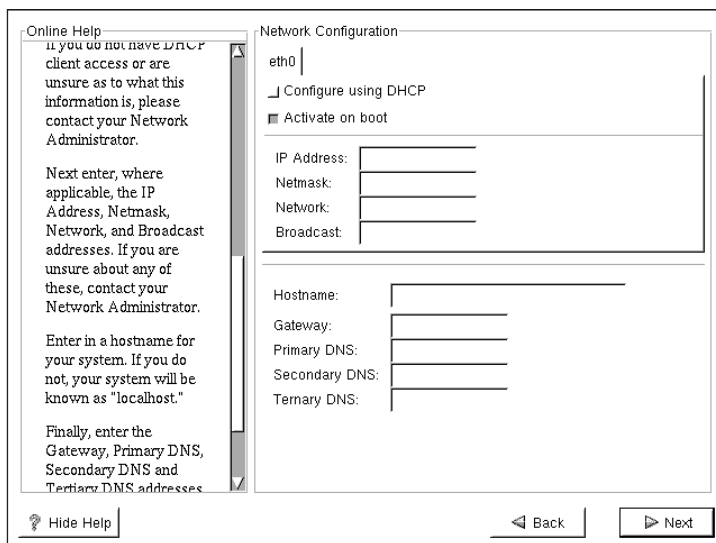 Online Help
If you do not have DHCP
client access or are
unsure as to what this
information is, please
contact your Network
Administrator.
Next enter, where
applicable, the IP
Address, Netmask,
Network, and Broadcast
addresses. If you are
unsure about any of
these, contact your
Network Administrator.
Enter in a hostname for
your system. If you do
not, your system will be
known as "localhost."
Finally, enter the
Gateway, Primary DNS,
Secondary DNS and
Tertiary DNS addresses
Network Configuration
eth0
Configure using DHCP
Activate on boot
IP Address:
Netmask:
Network:
Broadcast:
Hostname:
Gateway:
Primary DNS:
Secondary DNS:
Ternary DNS:
Hide Help
Back
Next